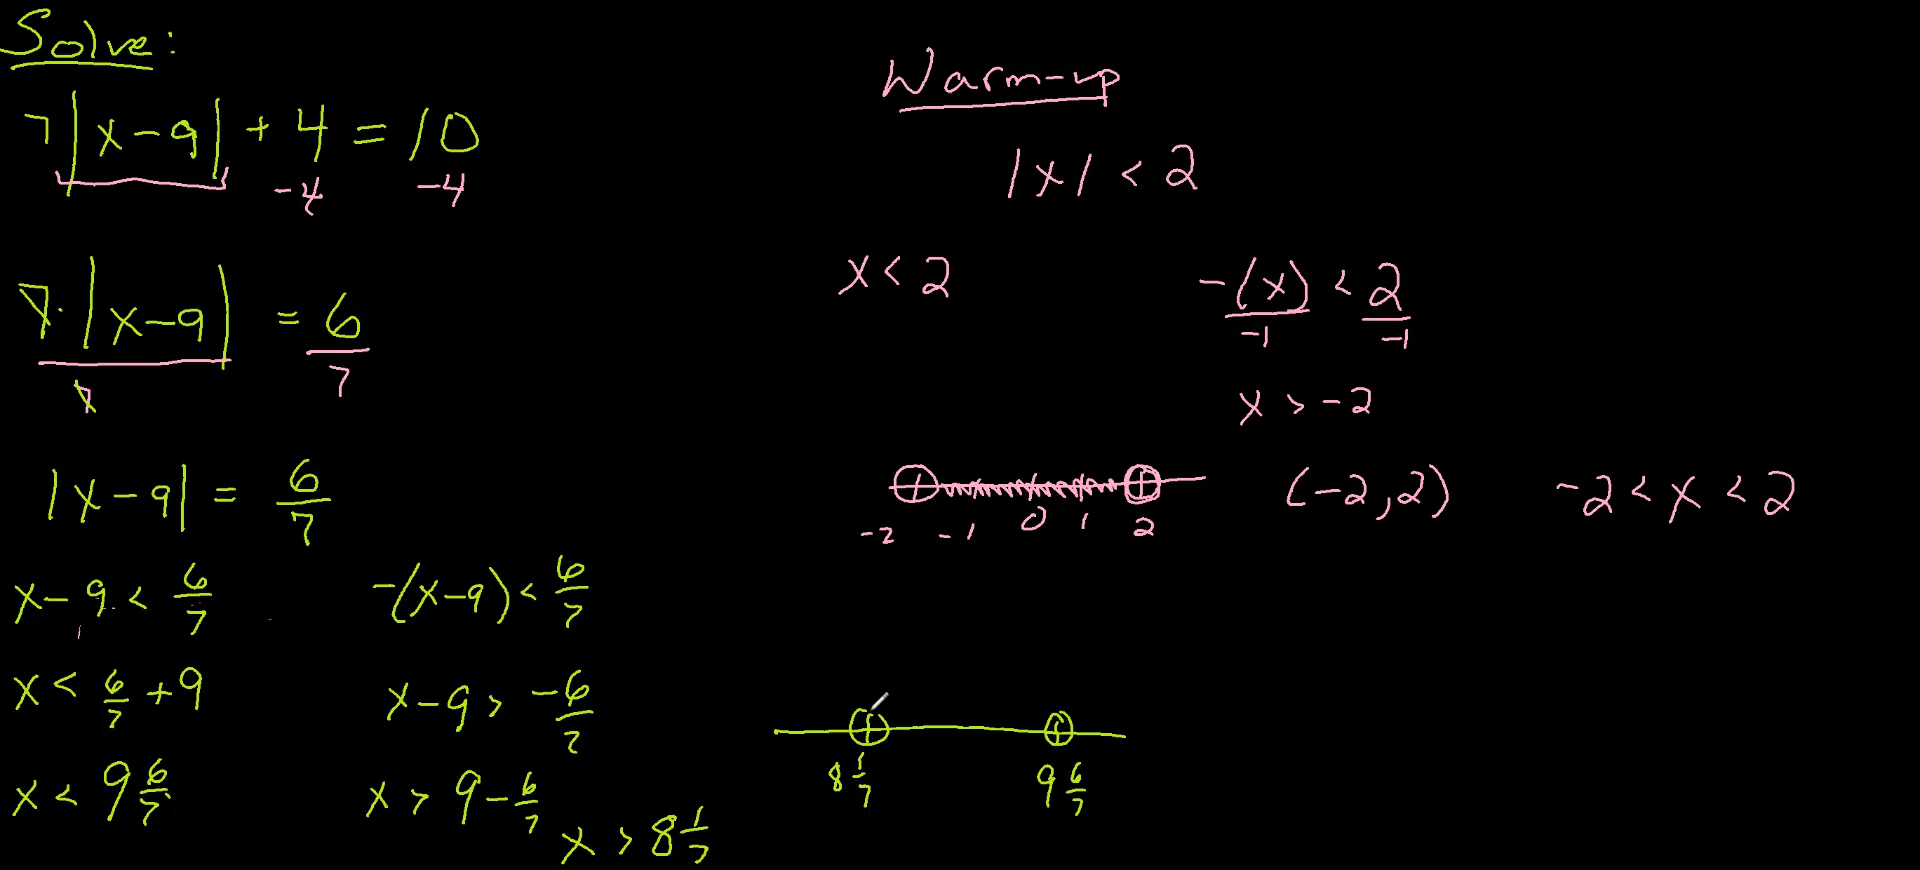 Solve:
7|x-9| + 4 = 10
-4 -4
7·|x-9| = 6
7 7
|x-9| = 6/7
x-9 < 6/7
-(x-9) < 6/7
x < 6/7 + 9
x-9 > -6/7
x < 9 6/7
x > 9 - 6/7
x > 8 1/7
Warm-up
|x| < 2
x < 2
-(x) < 2
-1 -1
x > -2
-2 -1 0 1 2
(-2,2)
-2 < x < 2
8 1/7 9 6/7